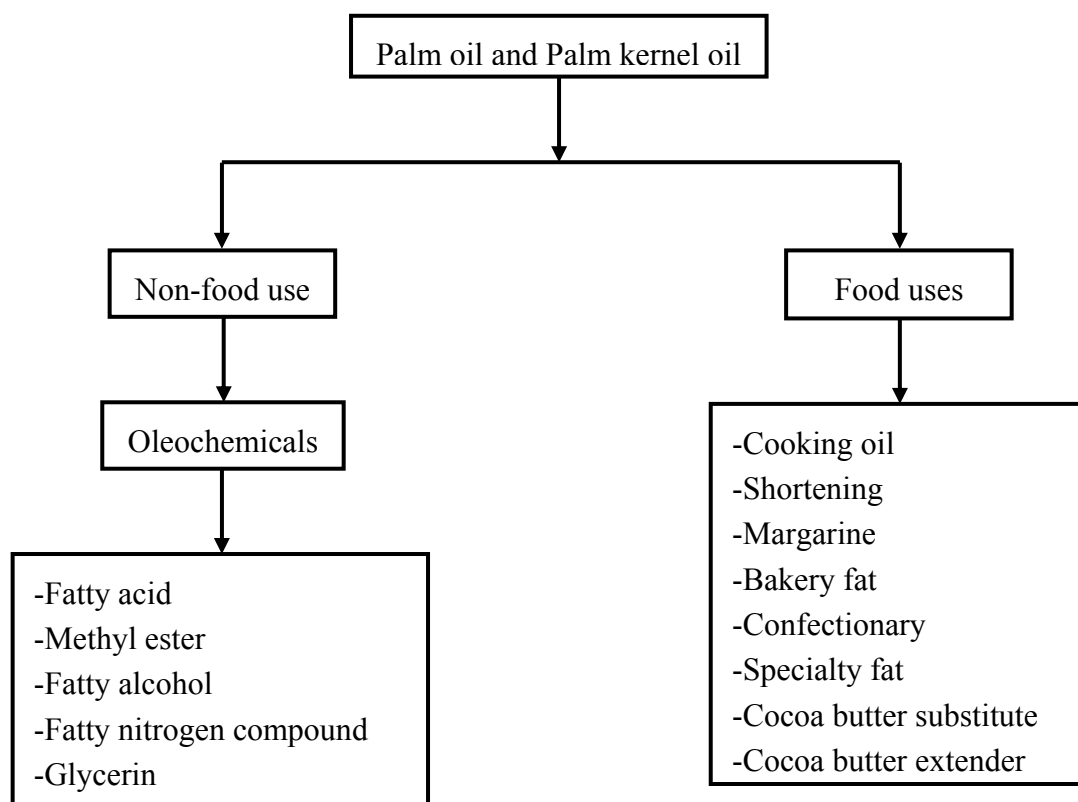 Palm oil and Palm kernel oil
Non-food use
Food uses
Oleochemicals
-Fatty acid
-Methyl ester
-Fatty alcohol
-Fatty nitrogen compound
-Glycerin
-Cooking oil
-Shortening
-Margarine
-Bakery fat
-Confectionary
-Specialty fat
-Cocoa butter substitute
-Cocoa butter extender